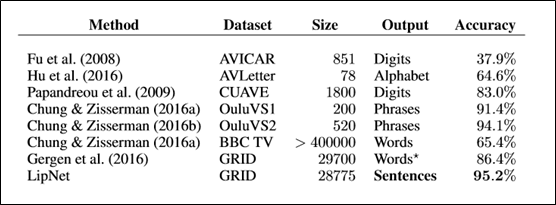 Method Dataset Size Output Accuracy
Fu et al. (2008) AVICAR 851 Digits 37.9%
Hu et al. (2016) AVLetter 78 Alphabet 64.6%
Papandreou et al. (2009) CUAVE 1800 Digits 83.0%
Chung & Zisserman (2016a) OuluVS1 200 Phrases 91.4%
Chung & Zisserman (2016b) OuluVS2 520 Phrases 94.1%
Chung & Zisserman (2016a) BBC TV > 400000 Words 65.4%
Gergen et al. (2016) GRID 29700 Words* 86.4%
LipNet GRID 28775 Sentences 95.2%